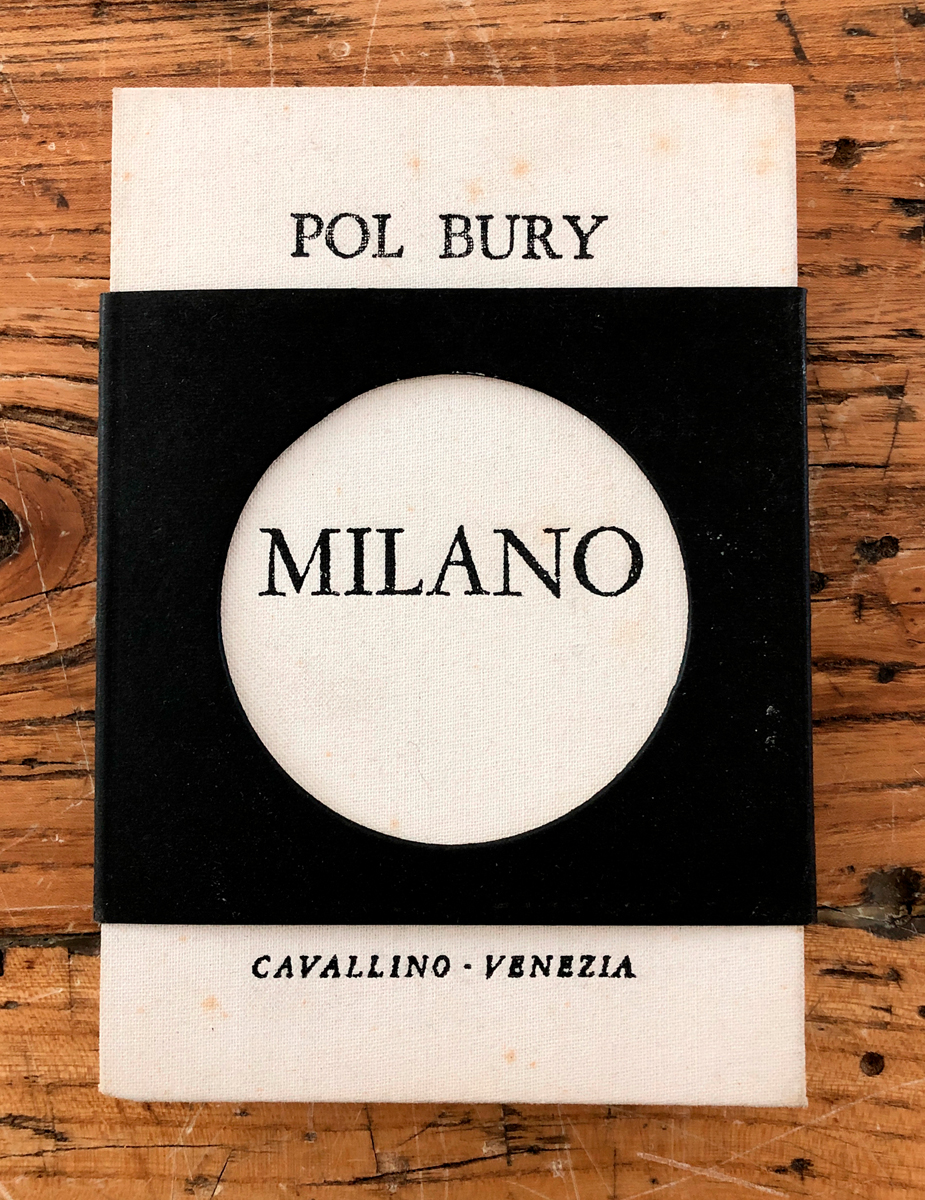 POL BURY
MILANO
CAVALLINO - VENEZIA